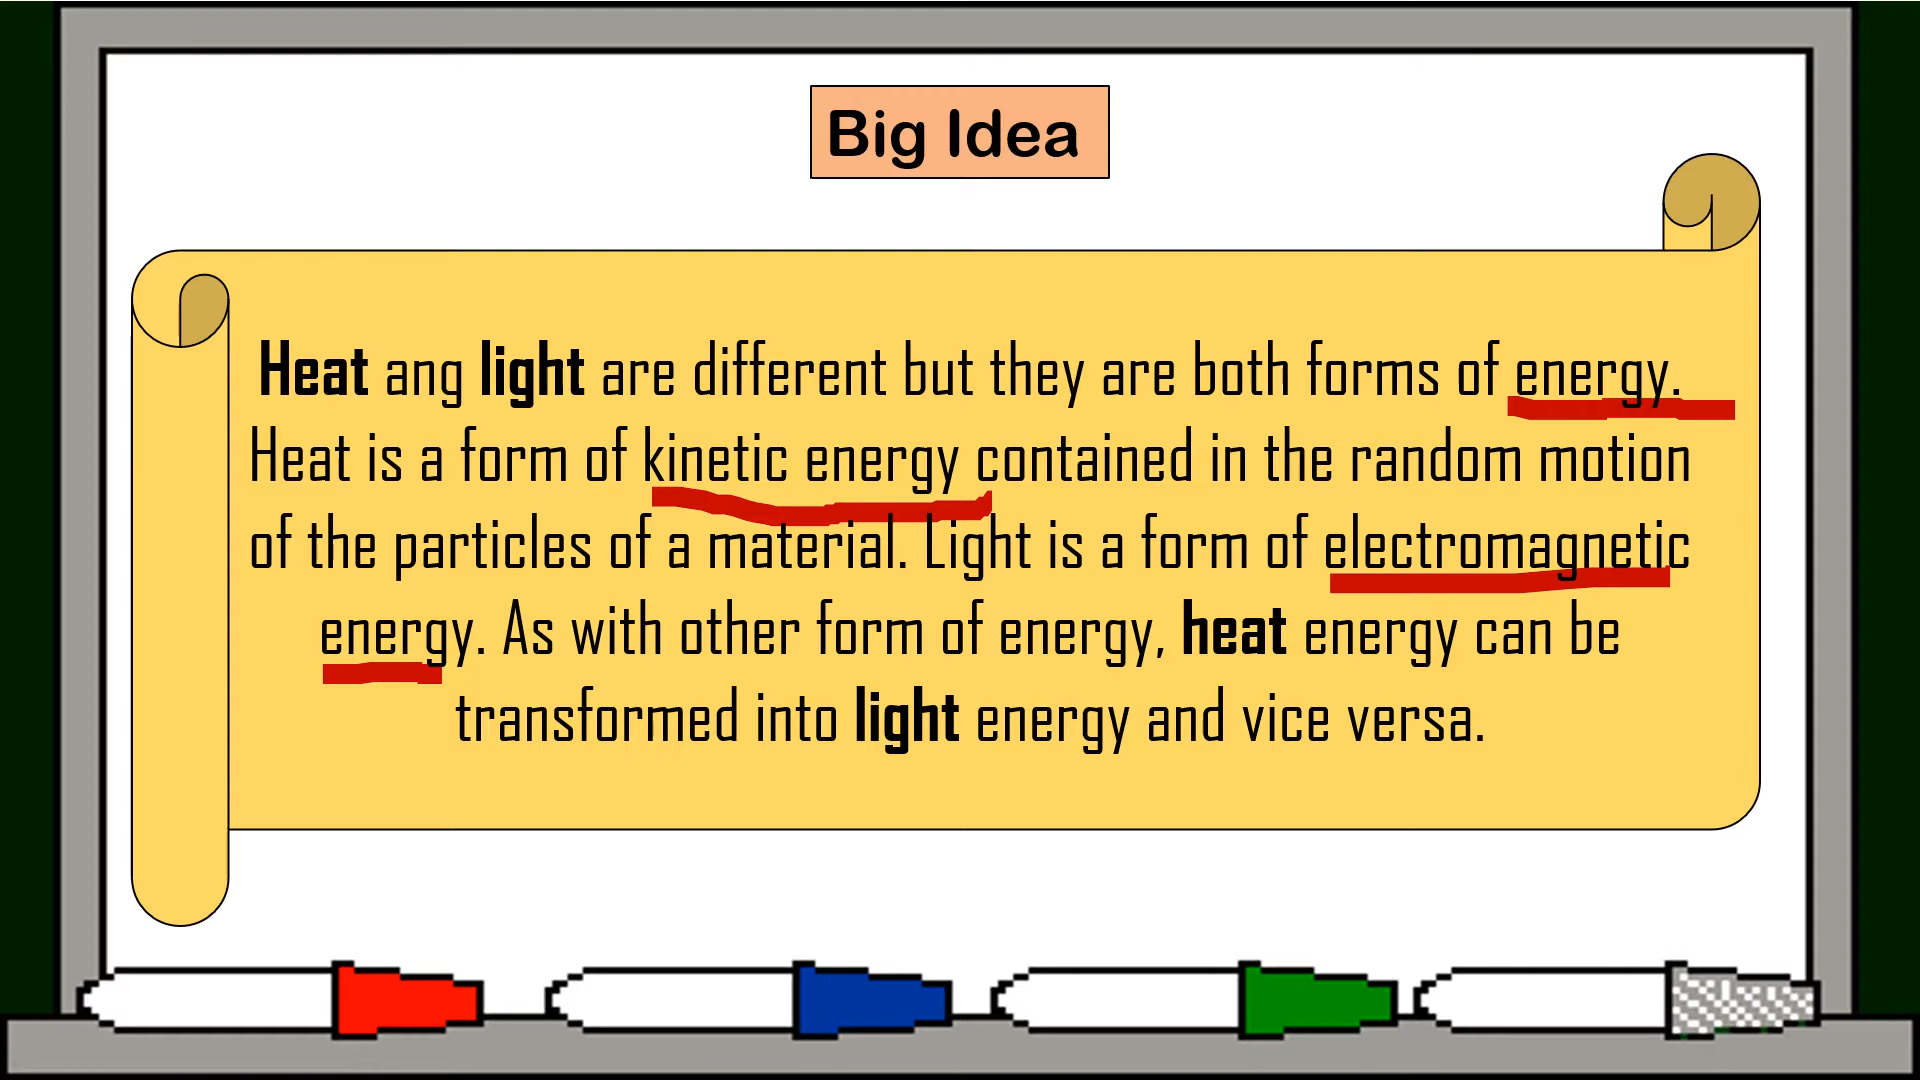 Big Idea
Heat ang light are different but they are both forms of energy.
Heat is a form of kinetic energy contained in the random motion
of the particles of a material. Light is a form of electromagnetic
energy. As with other form of energy, heat energy can be
transformed into light energy and vice versa.